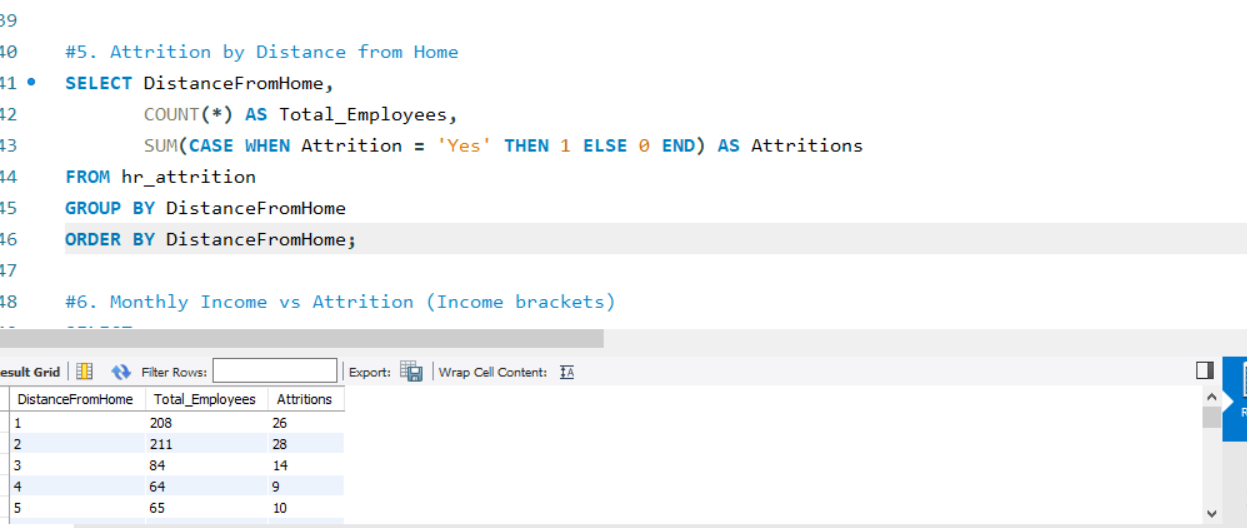 39
40 #5. Attrition by Distance from Home
41 SELECT DistanceFromHome,
42 COUNT(*) AS Total_Employees,
43 SUM(CASE WHEN Attrition = 'Yes' THEN 1 ELSE 0 END) AS Attritions
44 FROM hr_attrition
45 GROUP BY DistanceFromHome
46 ORDER BY DistanceFromHome;
47
48 #6. Monthly Income vs Attrition (Income brackets)
esult Grid Filter Rows: Export: Wrap Cell Content: IA
DistanceFromHome Total_Employees Attritions
1 208 26
2 211 28
3 84 14
4 64 9
5 65 10